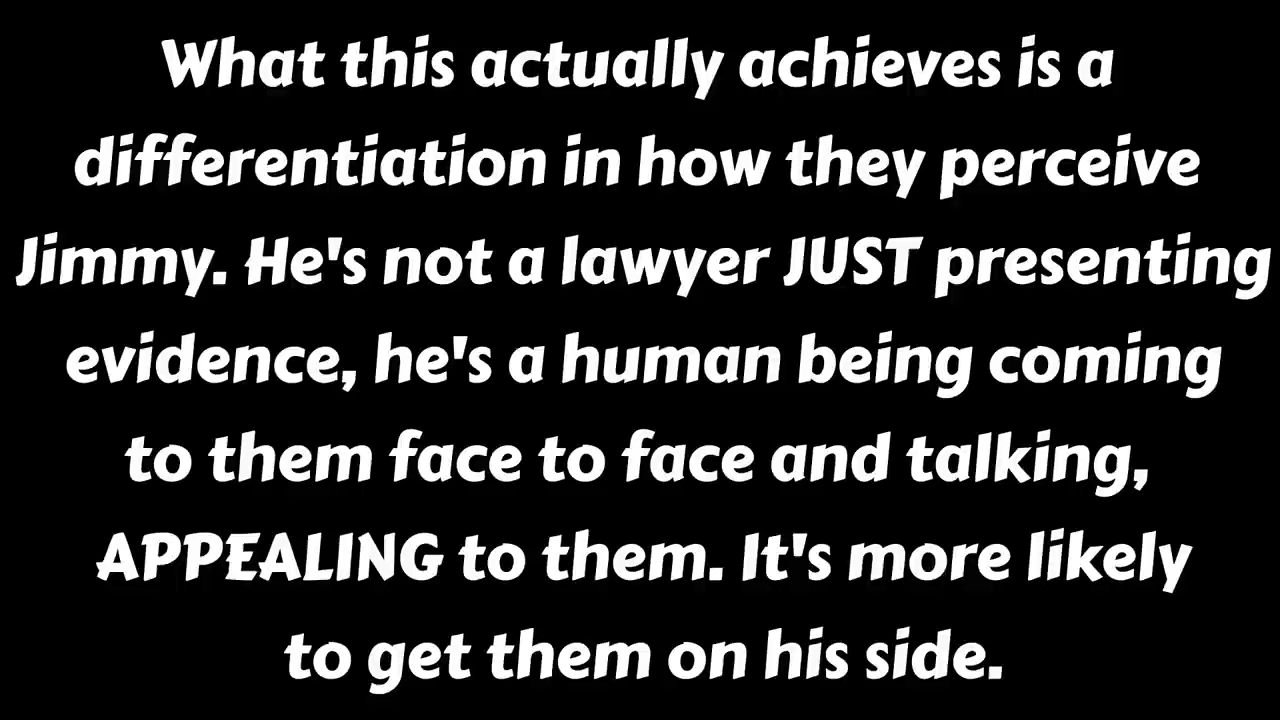 What this actually achieves is a
differentiation in how they perceive
Jimmy. He's not a lawyer JUST presenting
evidence, he's a human being coming
to them face to face and talking,
APPEALING to them. It's more likely
to get them on his side.